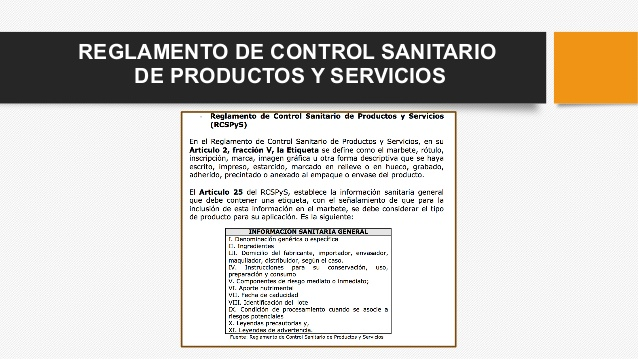 REGLAMENTO DE CONTROL SANITARIO
DE PRODUCTOS Y SERVICIOS
- Reglamento de Control Sanitario de Productos y Servicios
(RCSPyS)
En el Reglamento de Control Sanitario de Productos y Servicios, en su
Artículo 2, fracción V, la Etiqueta se define como el marbete, rótulo,
inscripción, marca, imagen gráfica u otra forma descriptiva que se haya
escrito, impreso, estarcido, marcado en relieve o en hueco, grabado,
adherido, precintado o anexado al empaque o envase del producto.
El Artículo 25 del RCSPyS, establece la información sanitaria general
que debe contener una etiqueta, con el señalamiento de que para la
inclusión de esta información en el marbete, se debe considerar el tipo
de producto para su aplicación. Es la siguiente:
INFORMACION SANITARIA GENERAL
I. Denominación genérica o específica
II. Ingredientes
III. Domicilio del fabricante, importador, envasador,
maquilador, distribuidor, según el caso.
IV. Instrucciones para su conservación, uso,
preparación y consumo
V. Componentes de riesgo mediato o inmediato;
VI. Aporte nutrimental
VII. Fecha de caducidad
VIII. Identificación del lote
IX. Condición de procesamiento cuando se asocie a
riesgos potenciales
X. Leyendas precautorias y,
XI. Leyendas de advertencia.
Fuente: Reglamento de Control Sanitario de Productos y Servicios